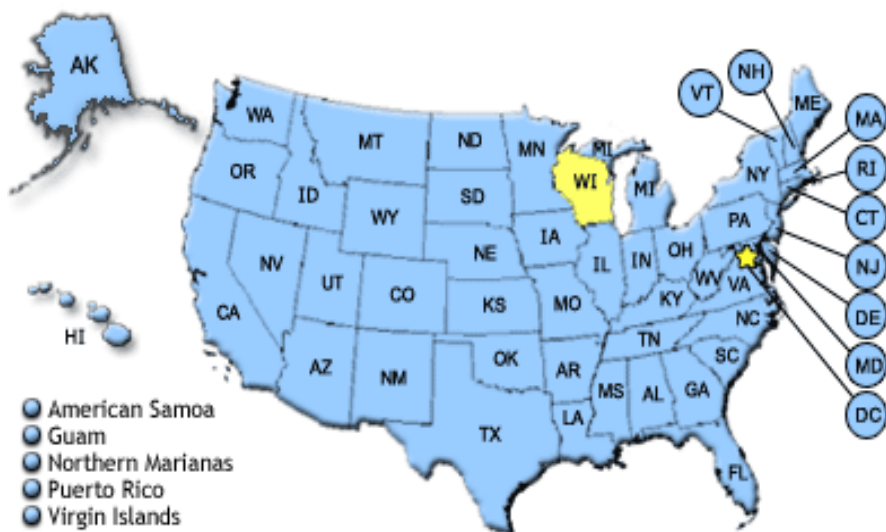 AK
WA
MT
ND
MN
MI
ME
NH
VT
MA
OR
ID
SD
WI
MI
NY
RI
WY
CT
IA
PA
NE
NV
UT
CO
IL
IN
OH
NJ
WV
VA
CA
KS
MO
KY
DE
HI
NC
AZ
NM
OK
AR
TN
SC
MD
MS
AL
GA
DC
TX
LA
FL
American Samoa
Guam
Northern Marianas
Puerto Rico
Virgin Islands